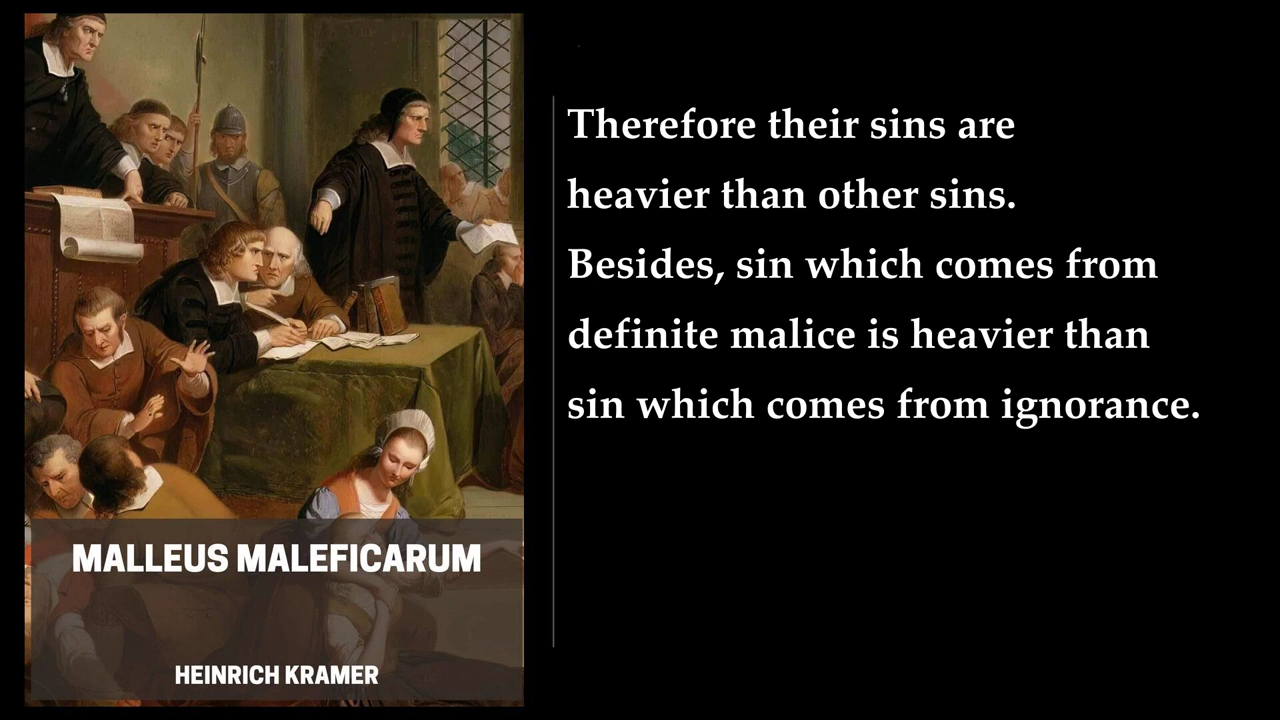 MALLEUS MALEFICARUM
HEINRICH KRAMER
Therefore their sins are
heavier than other sins.
Besides, sin which comes from
definite malice is heavier than
sin which comes from ignorance.